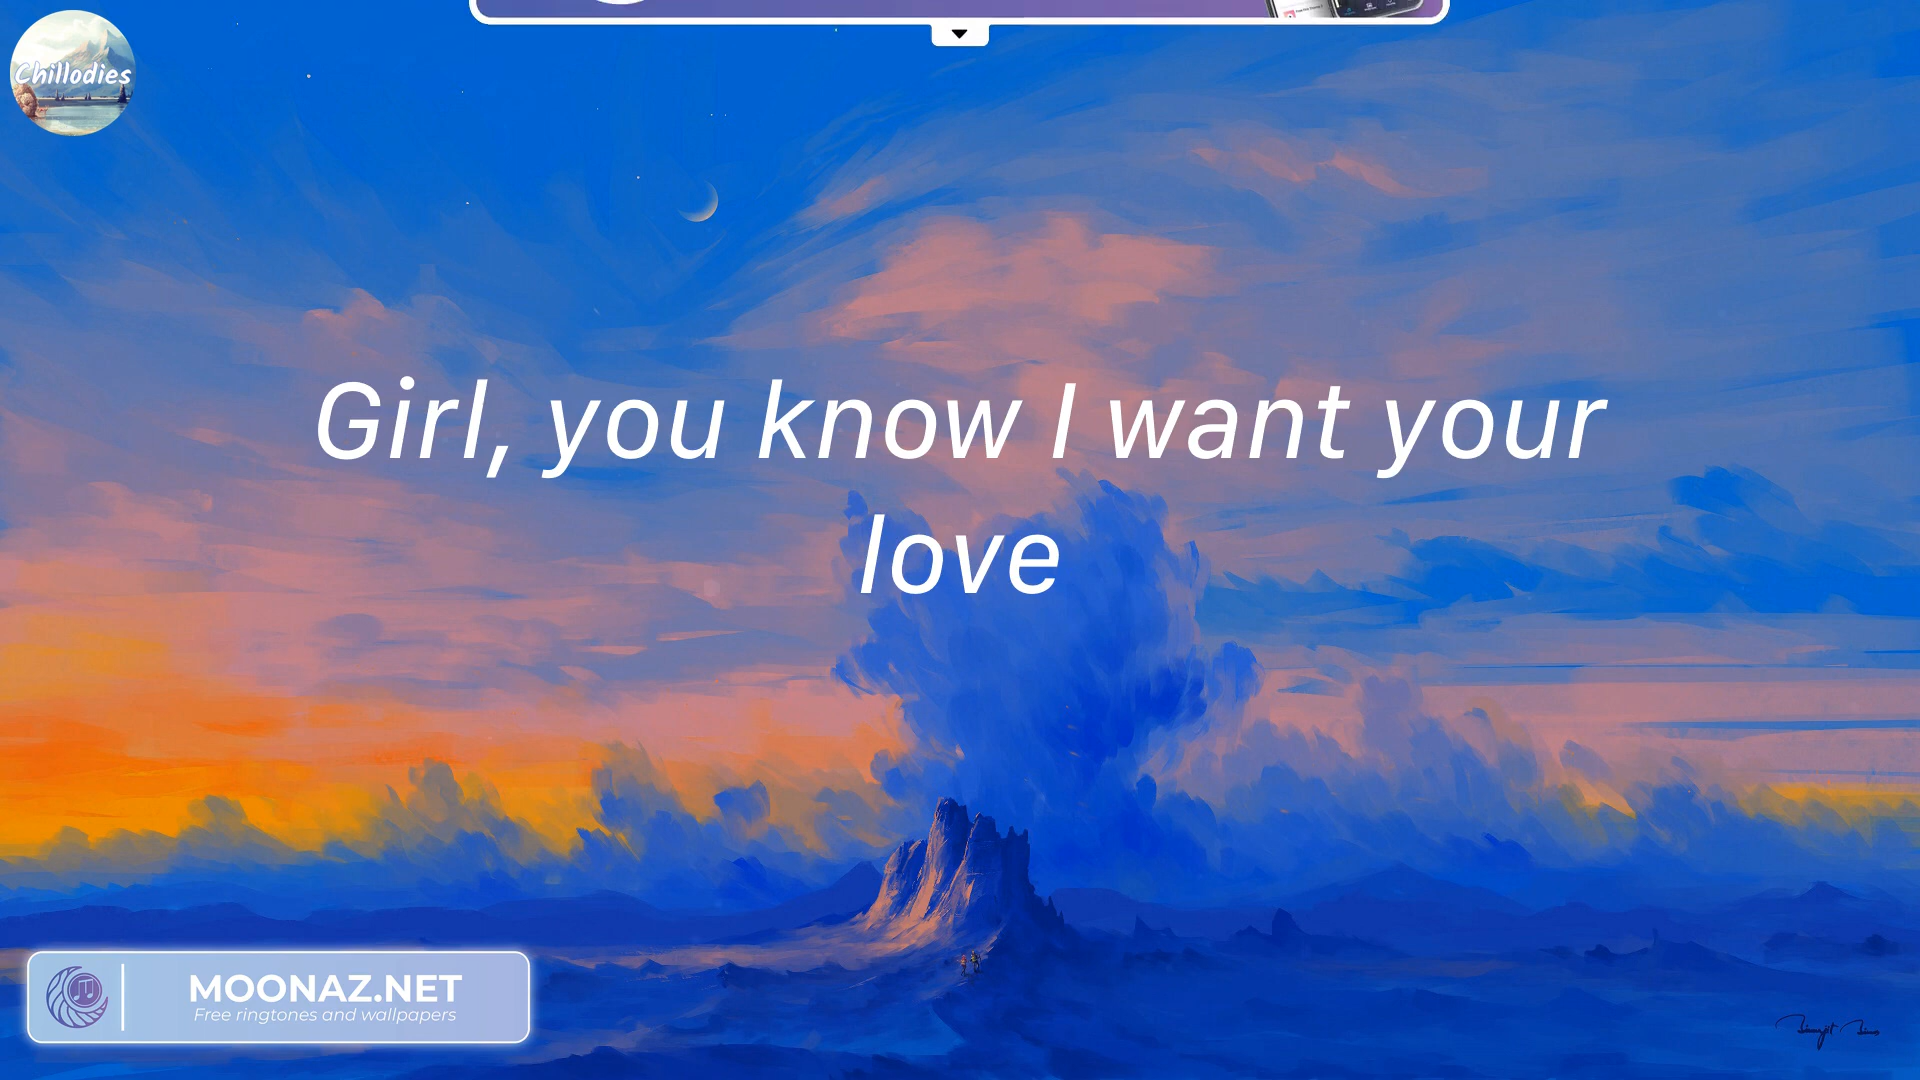 Chillodies
Girl, you know I want your
love
MOONAZ.NET
Free ringtones and wallpapers